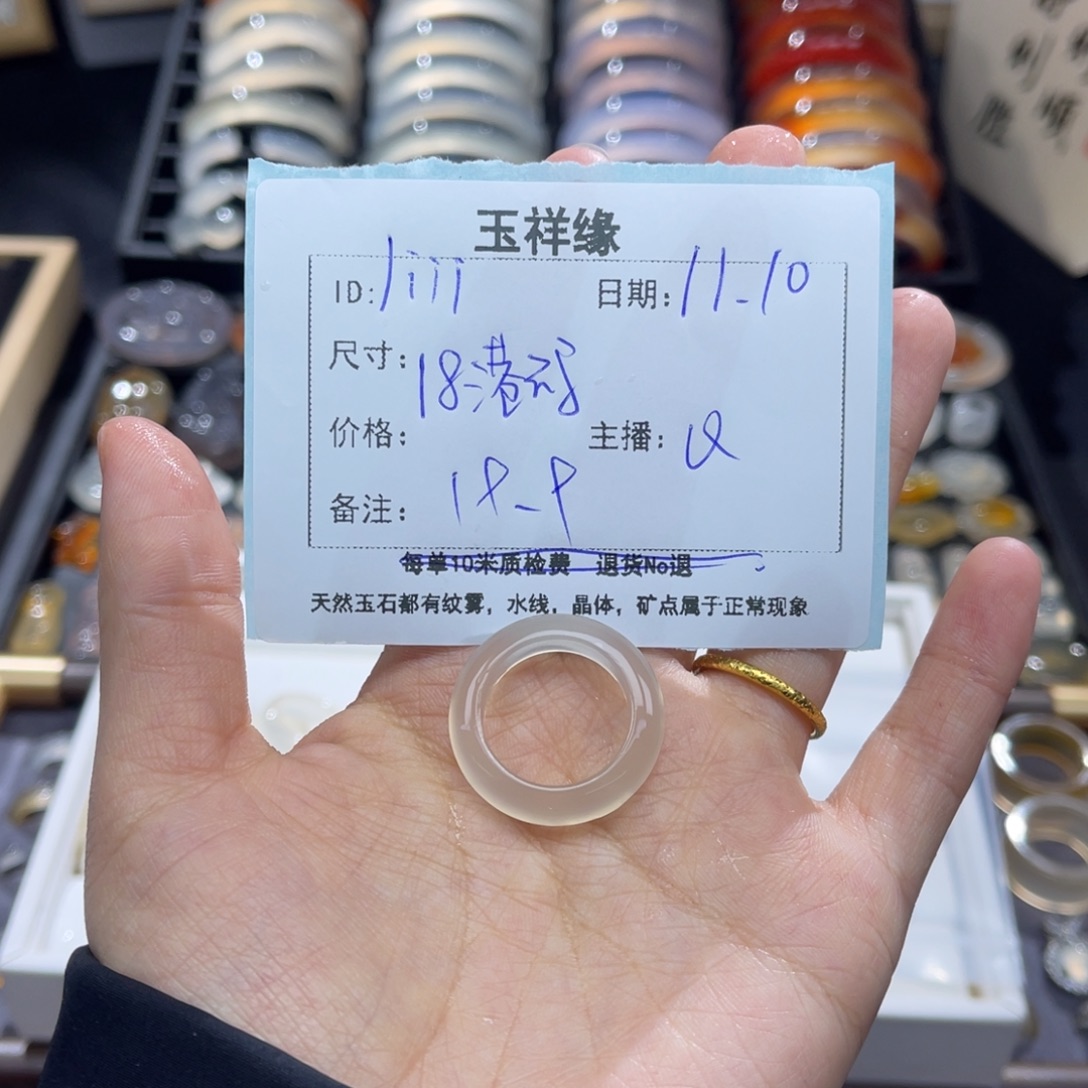 玉祥缘
ID: 1iii 日期: 11-10
尺寸: 18港码
价格: 主播:
备注:
每单10米质检费 退货No退
天然玉石都有纹雾，水线，晶体，矿点属于正常现象